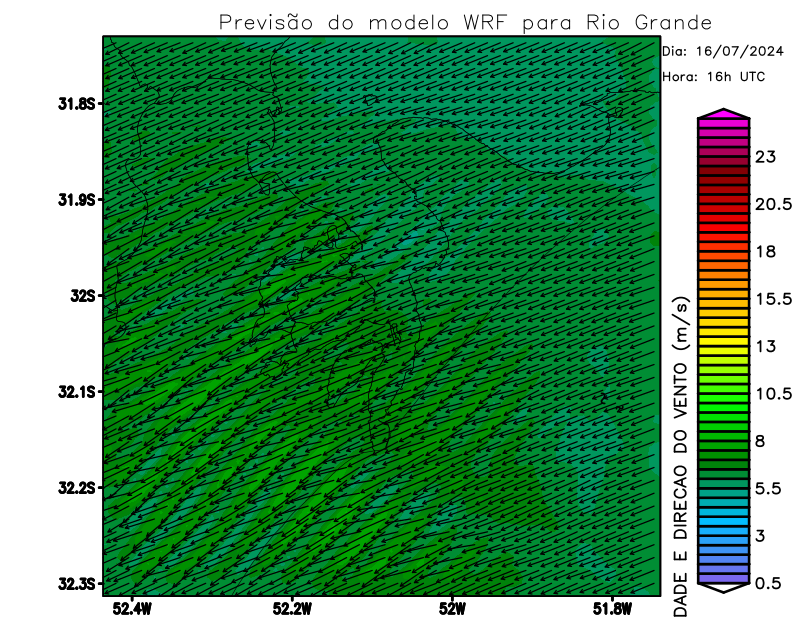 Previsão do modelo WRF para Rio Grande
Dia: 16/07/2024
Hora: 16h UTC
31.8S
31.9S
32S
32.1S
32.2S
32.3S
52.4W
52.2W
52W
51.8W
23
20.5
18
15.5
13
10.5
8
5.5
3
0.5
DADE E DIRECAO DO VENTO (m/s)